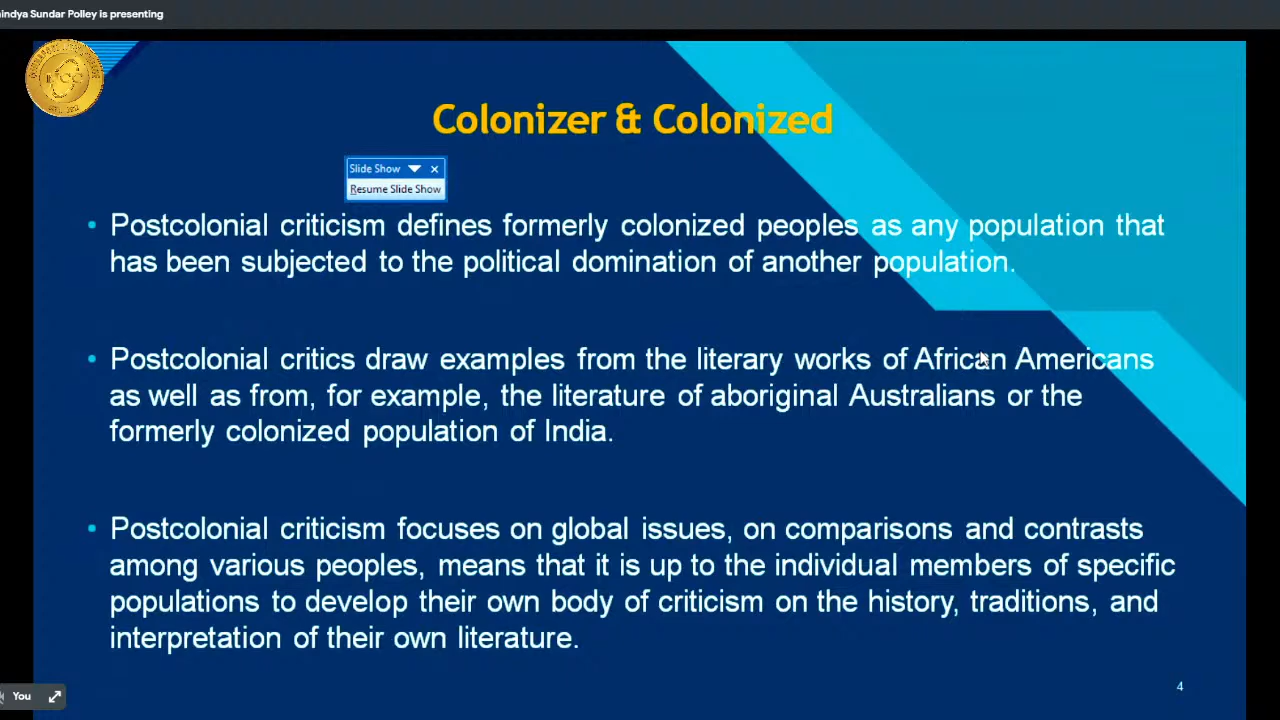 indya Sundar Polley is presenting
Colonizer & Colonized
Slide Show
Resume Slide Show
• Postcolonial criticism defines formerly colonized peoples as any population that
has been subjected to the political domination of another population.
• Postcolonial critics draw examples from the literary works of African Americans
as well as from, for example, the literature of aboriginal Australians or the
formerly colonized population of India.
• Postcolonial criticism focuses on global issues, on comparisons and contrasts
among various peoples, means that it is up to the individual members of specific
populations to develop their own body of criticism on the history, traditions, and
interpretation of their own literature.
4
You